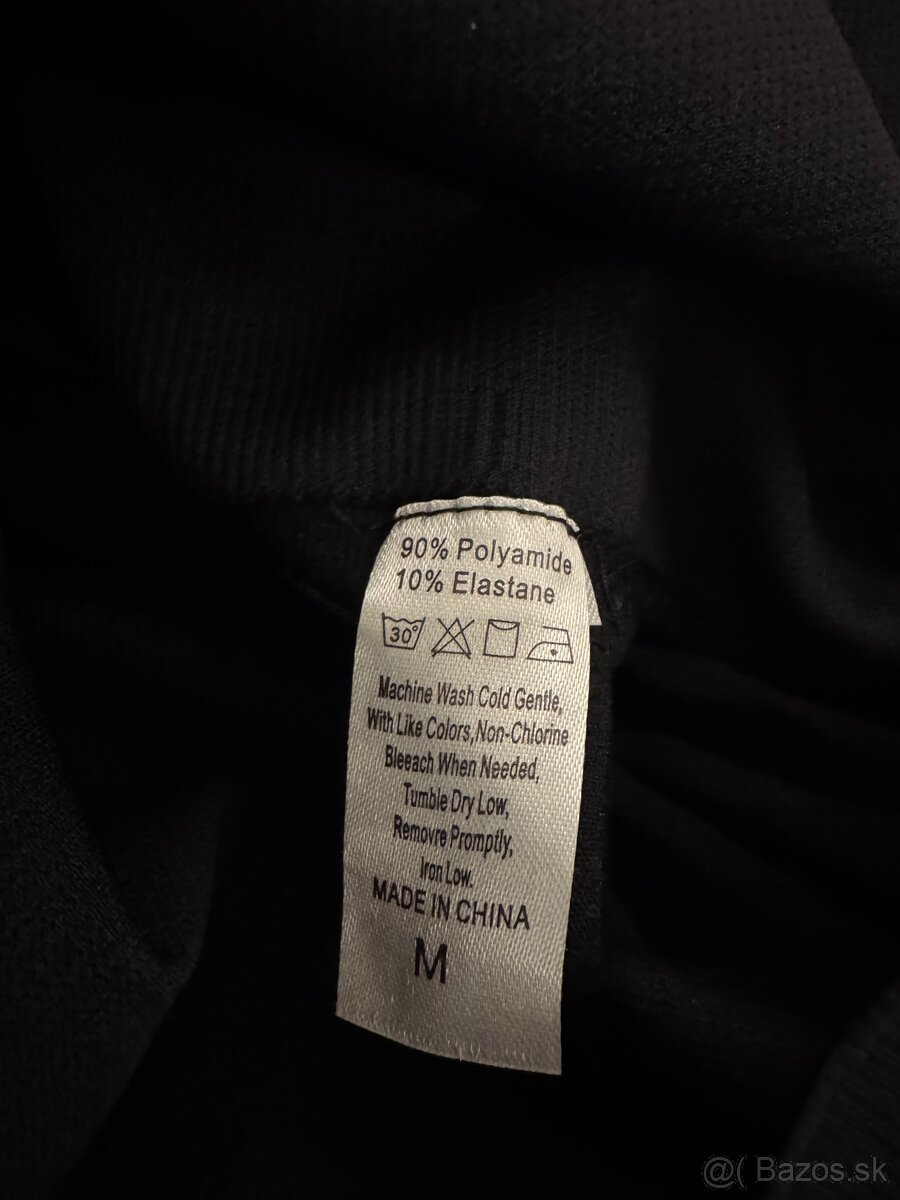 90% Polyamide
10% Elastane
30°
Machine Wash Cold Gentle,
With Like Colors,Non-Chlorine
Bleeach When Needed,
Tumble Dry Low,
Removre Promptly,
Iron Low.
MADE IN CHINA
M
@( Bazos.sk